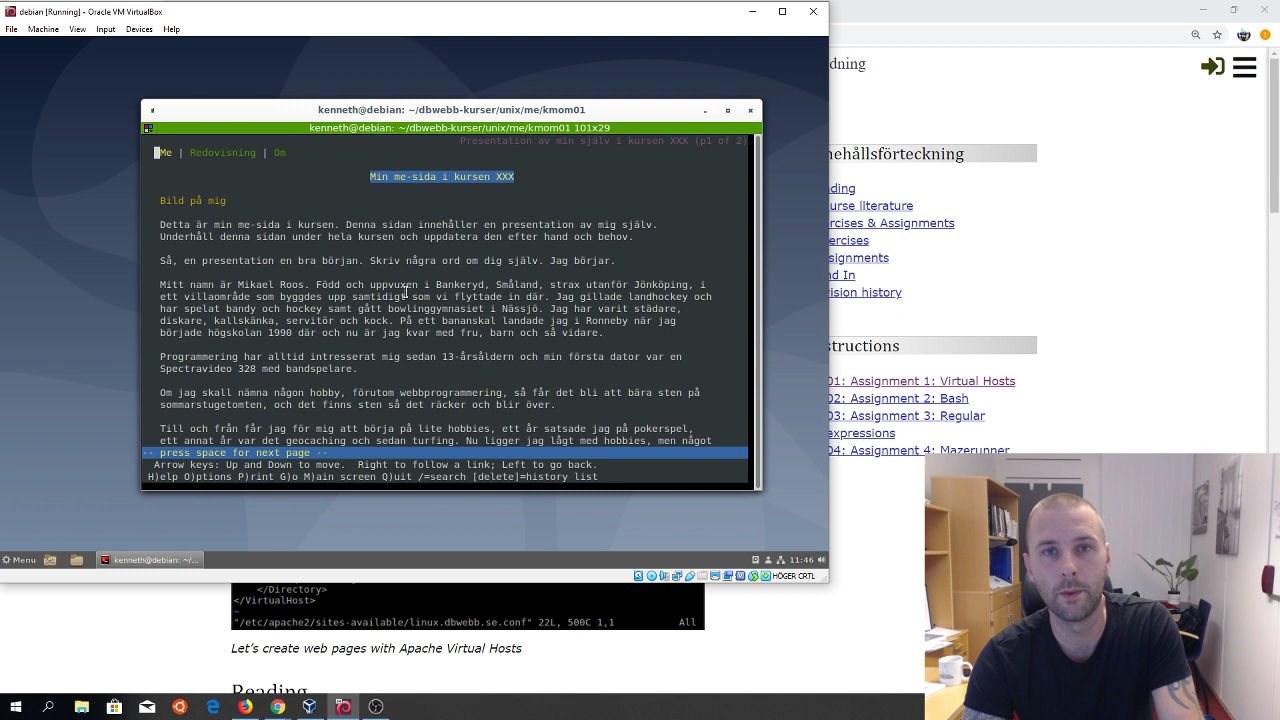 debian [Running] - Oracle VM VirtualBox
File Machine View Input Devices Help
kenneth@debian: ~/dbwebb-kurser/unix/me/kmom01
kenneth@debian: ~/dbwebb-kurser/unix/me/kmom01 101x29
Presentation av min själv i kursen XXX (p1 of 2)
Me | Redovisning | Om
Min me-sida i kursen XXX
Bild på mig
Detta är min me-sida i kursen. Denna sidan innehåller en presentation av mig själv.
Underhåll denna sidan under hela kursen och uppdatera den efter hand och behov.
Så, en presentation en bra början. Skriv några ord om dig själv. Jag börjar.
Mitt namn är Mikael Roos. Född och uppvuxen i Bankeryd, Småland, strax utanför Jönköping, i
ett villaområde som byggdes upp samtidigt som vi flyttade in där. Jag gillade landhockey och
har spelat bandy och hockey samt gått bowlinggymnasiet i Nässjö. Jag har varit städare,
diskare, kallskänka, servitör och kock. På ett bananskal landade jag i Ronneby när jag
började högskolan 1990 där och nu är jag kvar med fru, barn och så vidare.
Programmering har alltid intresserat mig sedan 13-årsåldern och min första dator var en
Spectravideo 328 med bandspelare.
Om jag skall nämna någon hobby, förutom webbprogrammering, så får det bli att bära sten på
sommarstugetomten, och det finns sten så det räcker och blir över.
Till och från får jag för mig att börja på lite hobbies, ett år satsade jag på pokerspel,
ett annat år var det geocaching och sedan turfing. Nu ligger jag lågt med hobbies, men något
-- press space for next page --
Arrow keys: Up and Down to move. Right to follow a link; Left to go back.
H)elp O)ptions P)rint G)o M)ain screen Q)uit /=search [delete]=history list
Menu
kenneth@debian: ~/...
11:46
HÖGER CRTL
dning
nehållsförteckning
ding
urse lIterature
ercises & Assignments
ercises
signments
nd In
vision history
structions
01: Assignment 1: Virtual Hosts
02: Assignment 2: Bash
03: Assignment 3: Regular
expressions
04: Assignment 4: Mazerunner
</Directory>
</VirtualHost>
~
"/etc/apache2/sites-available/linux.dbwebb.se.conf" 22L, 500C 1,1 All
Let's create web pages with Apache Virtual Hosts
Reading